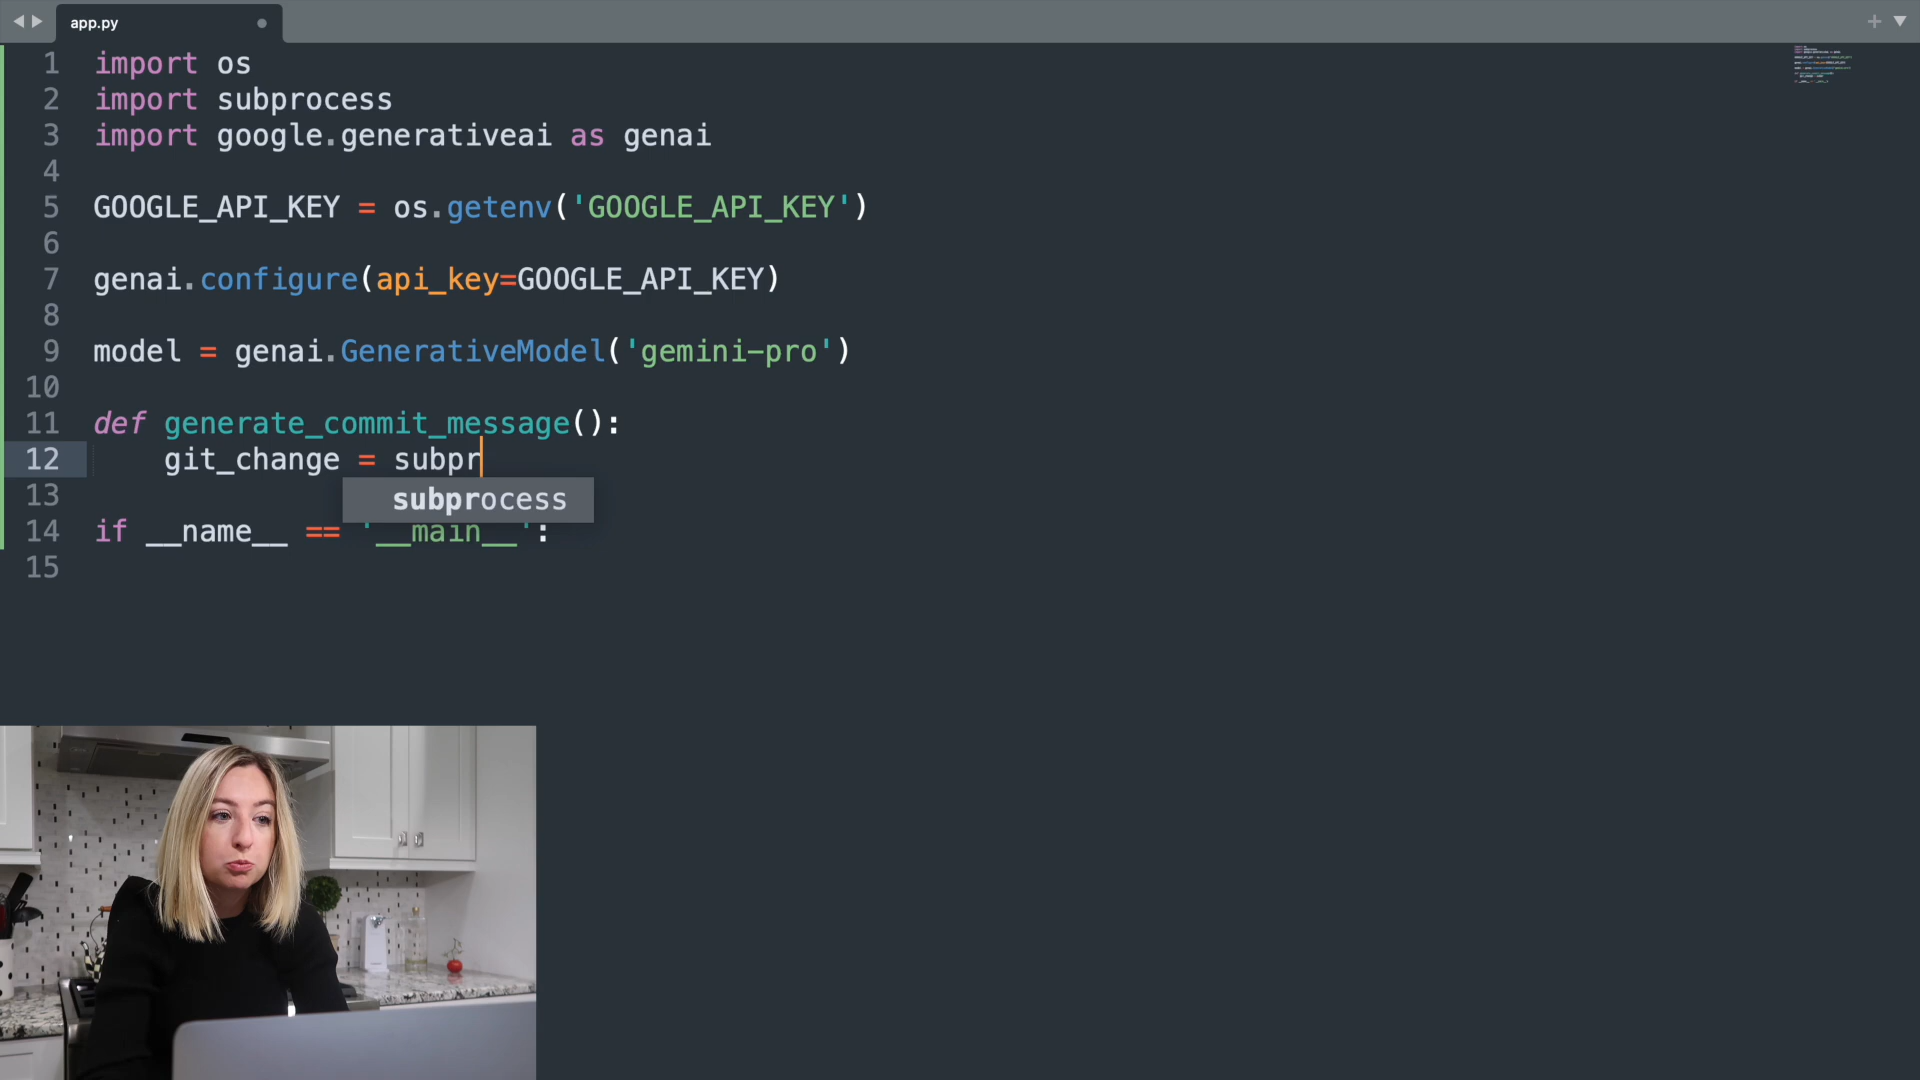 app.py
1 import os
2 import subprocess
3 import google.generativeai as genai
4
5 GOOGLE_API_KEY = os.getenv('GOOGLE_API_KEY')
6
7 genai.configure(api_key=GOOGLE_API_KEY)
8
9 model = genai.GenerativeModel('gemini-pro')
10
11 def generate_commit_message():
12 git_change = subpr
subprocess
13
14 if __name__ == '__main__':
15